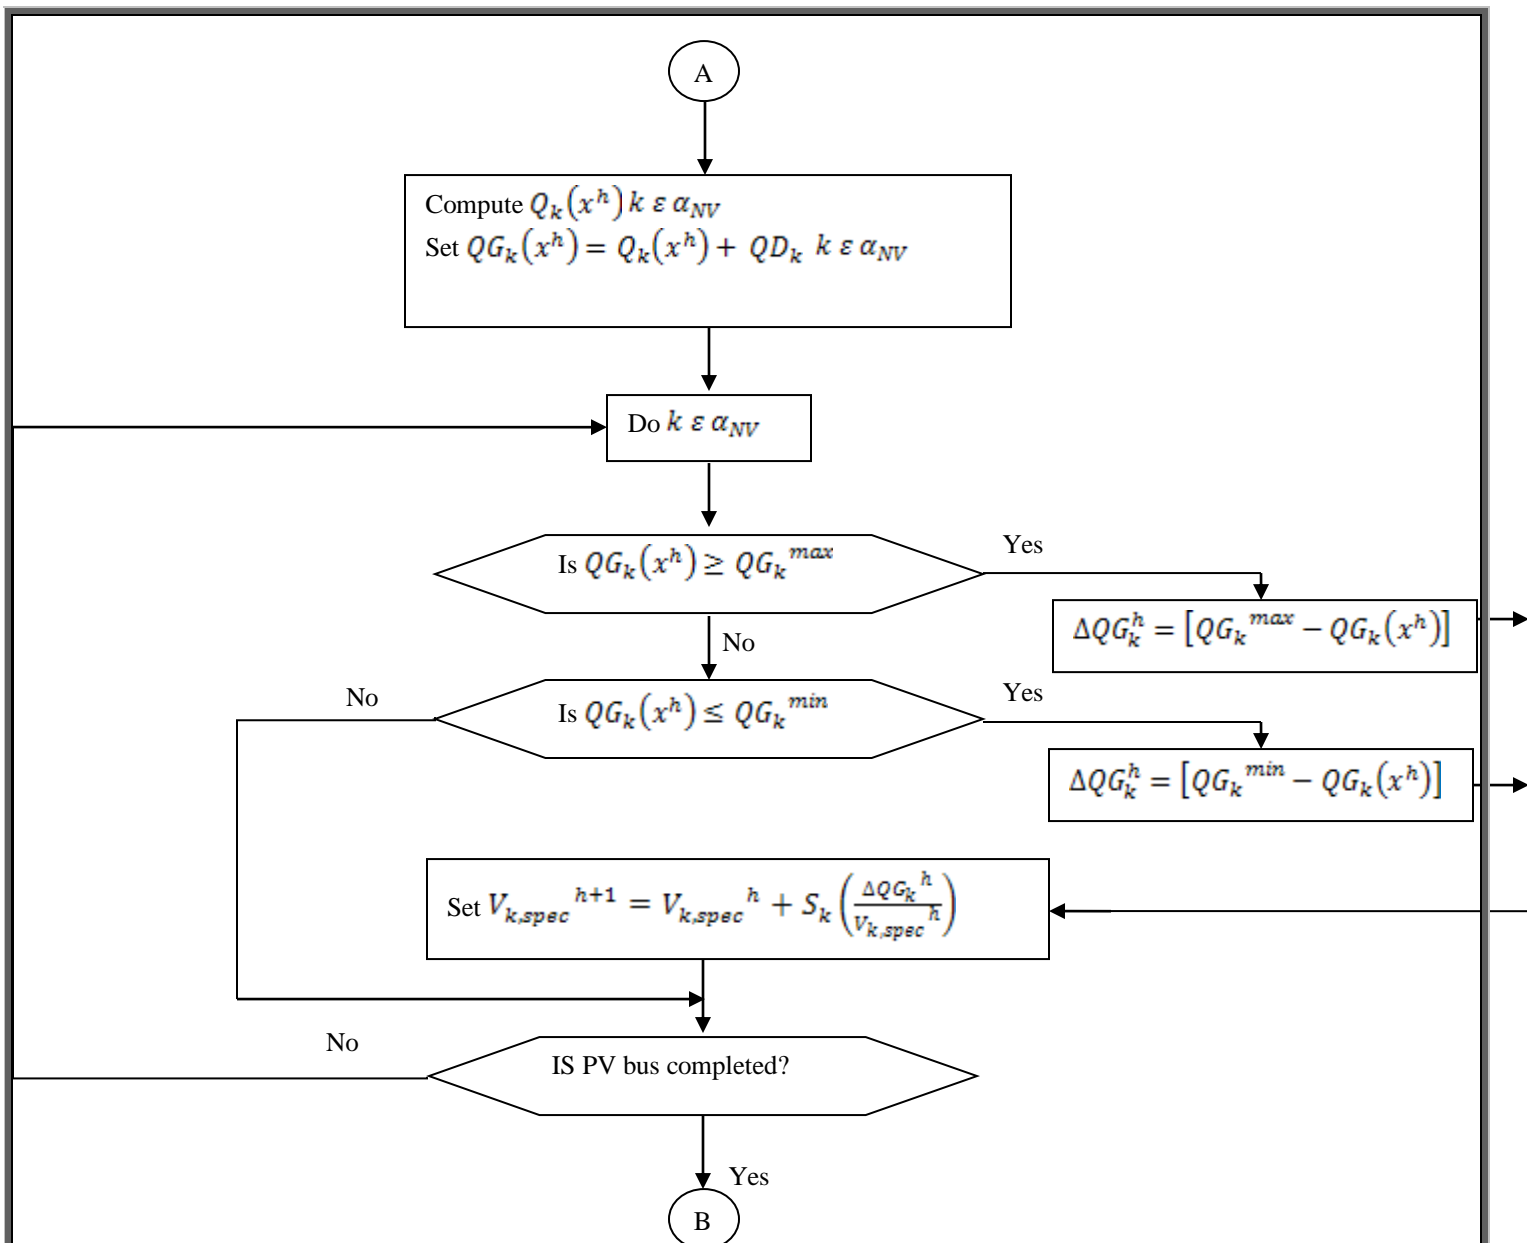 A
Compute Q_k(x^h) k ε α_NV
Set QG_k(x^h) = Q_k(x^h) + QD_k k ε α_NV
Do k ε α_NV
Is QG_k(x^h) ≥ QG_k^max
Yes
ΔQG_k^h = [QG_k^max − QG_k(x^h)]
No
Is QG_k(x^h) ≤ QG_k^min
No
Yes
ΔQG_k^h = [QG_k^min − QG_k(x^h)]
Set V_k,spec^h+1 = V_k,spec^h + S_k (ΔQG_k^h / V_k,spec^h)
No
IS PV bus completed?
Yes
B